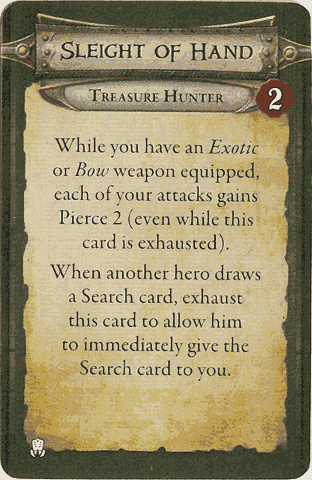 SLEIGHT OF HAND
TREASURE HUNTER
2
While you have an Exotic
or Bow weapon equipped,
each of your attacks gains
Pierce 2 (even while this
card is exhausted).
When another hero draws
a Search card, exhaust
this card to allow him
to immediately give the
Search card to you.